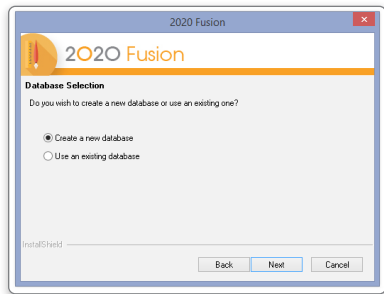 2020 Fusion
2020 Fusion
Database Selection
Do you wish to create a new database or use an existing one?
Create a new database
Use an existing database
InstallShield
Back
Next
Cancel